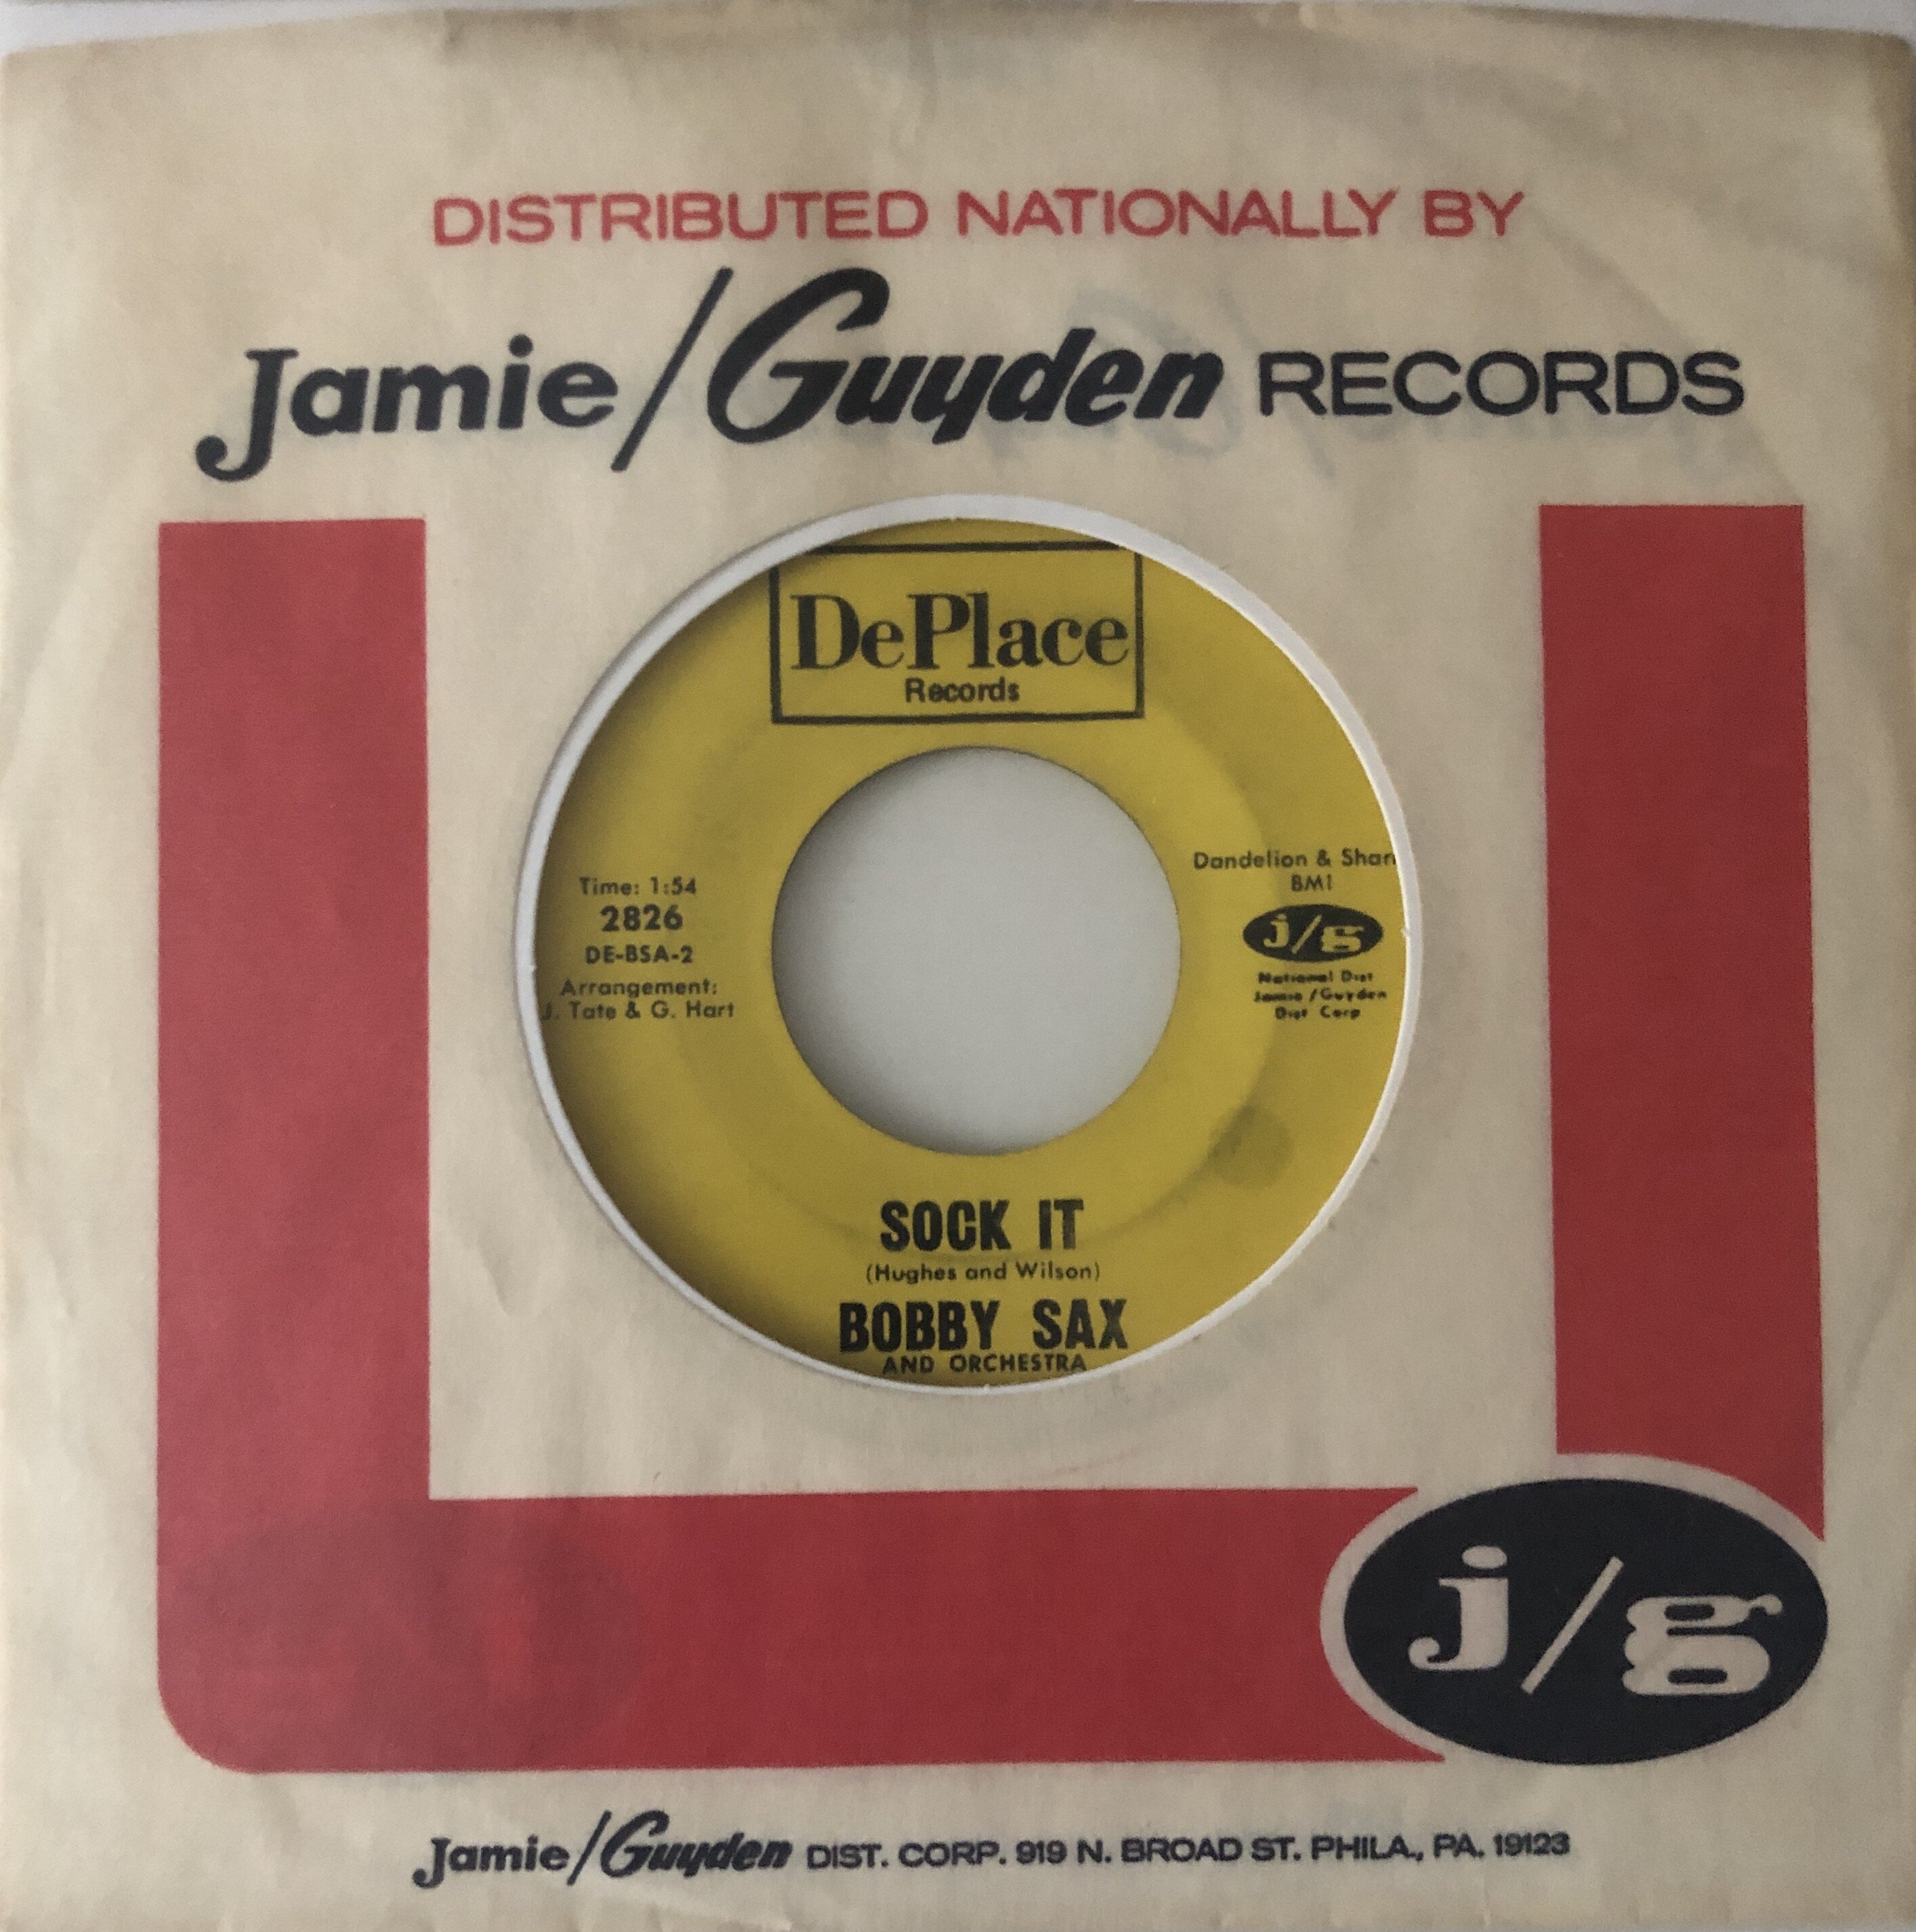 DISTRIBUTED NATIONALLY BY
Jamie/Guyden RECORDS
DePlace
Records
Time: 1:54
2826
DE-BSA-2
Arrangement:
J. Tate & G. Hart
Dandelion & Shar
BMI
j/g
National Dist
Jamie/Guyden
Dist Corp
SOCK IT
(Hughes and Wilson)
BOBBY SAX
AND ORCHESTRA
j/g
Jamie/Guyden DIST. CORP. 919 N. BROAD ST. PHILA., PA. 19123